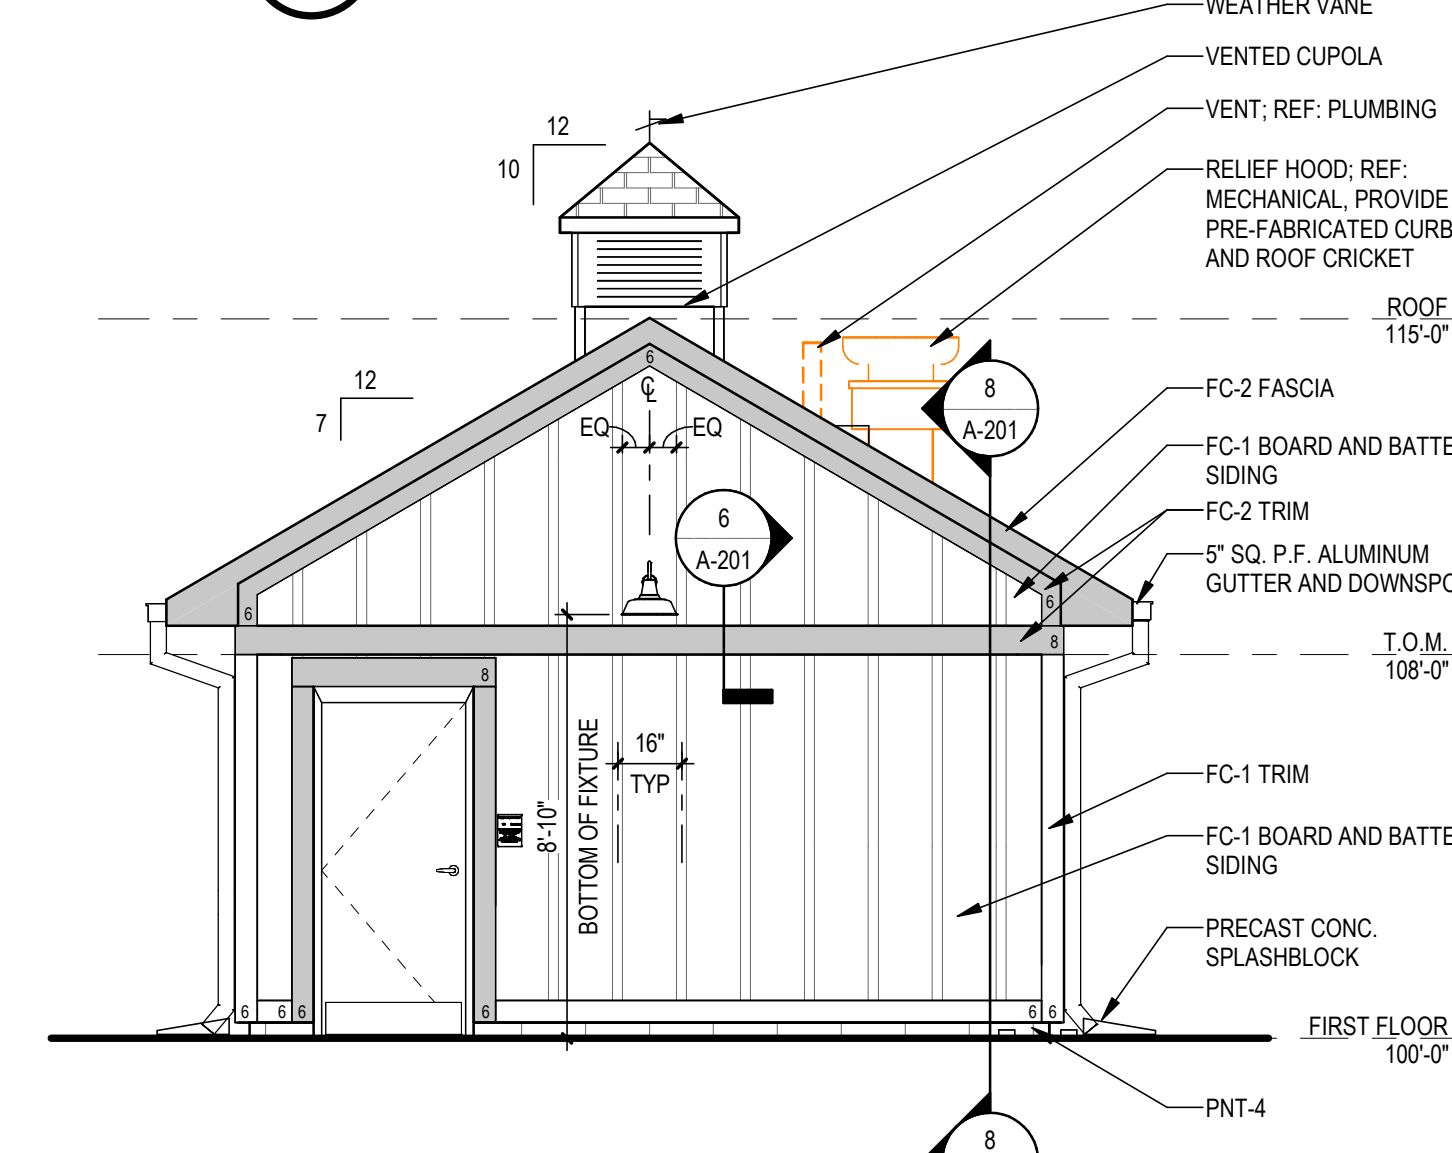 WEATHER VANE
VENTED CUPOLA
VENT; REF: PLUMBING
RELIEF HOOD; REF:
MECHANICAL, PROVIDE
PRE-FABRICATED CURB
AND ROOF CRICKET
12
10
ROOF
115'-0"
12
7
6
CL
EQ
EQ
8
A-201
FC-2 FASCIA
FC-1 BOARD AND BATTE
SIDING
FC-2 TRIM
5" SQ. P.F. ALUMINUM
GUTTER AND DOWNSPO
6
A-201
6
6
8
T.O.M.
108'-0"
8
16"
TYP
8'-10"
BOTTOM OF FIXTURE
FC-1 TRIM
FC-1 BOARD AND BATTE
SIDING
PRECAST CONC.
SPLASHBLOCK
6
6
6
6
6
6
FIRST FLOOR
100'-0"
PNT-4
8